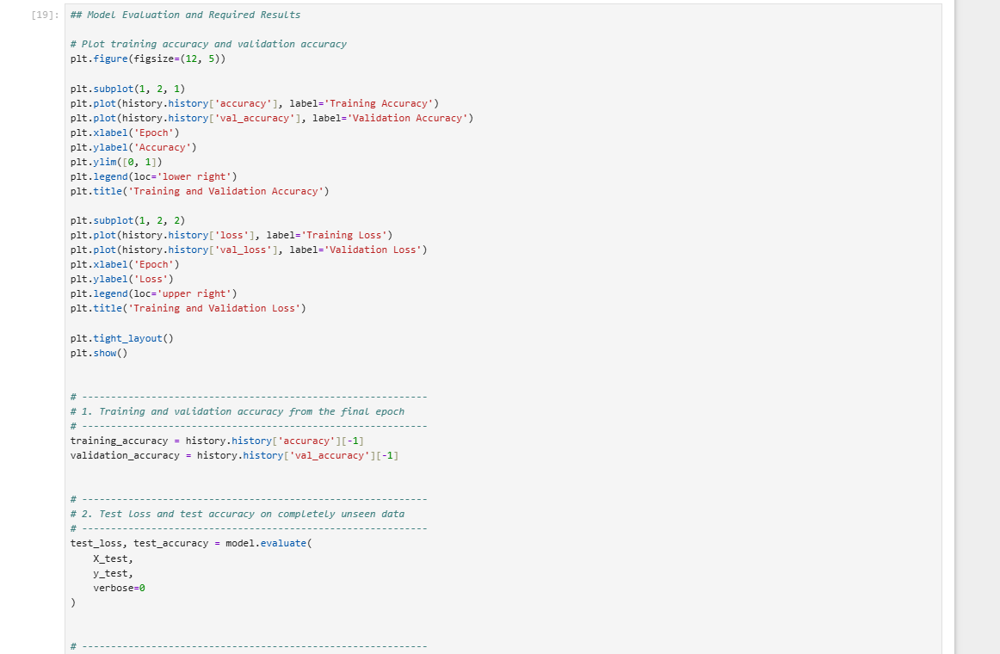 [19]: ## Model Evaluation and Required Results
# Plot training accuracy and validation accuracy
plt.figure(figsize=(12, 5))
plt.subplot(1, 2, 1)
plt.plot(history.history['accuracy'], label='Training Accuracy')
plt.plot(history.history['val_accuracy'], label='Validation Accuracy')
plt.xlabel('Epoch')
plt.ylabel('Accuracy')
plt.ylim([0, 1])
plt.legend(loc='lower right')
plt.title('Training and Validation Accuracy')
plt.subplot(1, 2, 2)
plt.plot(history.history['loss'], label='Training Loss')
plt.plot(history.history['val_loss'], label='Validation Loss')
plt.xlabel('Epoch')
plt.ylabel('Loss')
plt.legend(loc='upper right')
plt.title('Training and Validation Loss')
plt.tight_layout()
plt.show()
# ------------------------------------------------------------
# 1. Training and validation accuracy from the final epoch
# ------------------------------------------------------------
training_accuracy = history.history['accuracy'][-1]
validation_accuracy = history.history['val_accuracy'][-1]
# ------------------------------------------------------------
# 2. Test loss and test accuracy on completely unseen data
# ------------------------------------------------------------
test_loss, test_accuracy = model.evaluate(
    X_test,
    y_test,
    verbose=0
)
# ------------------------------------------------------------